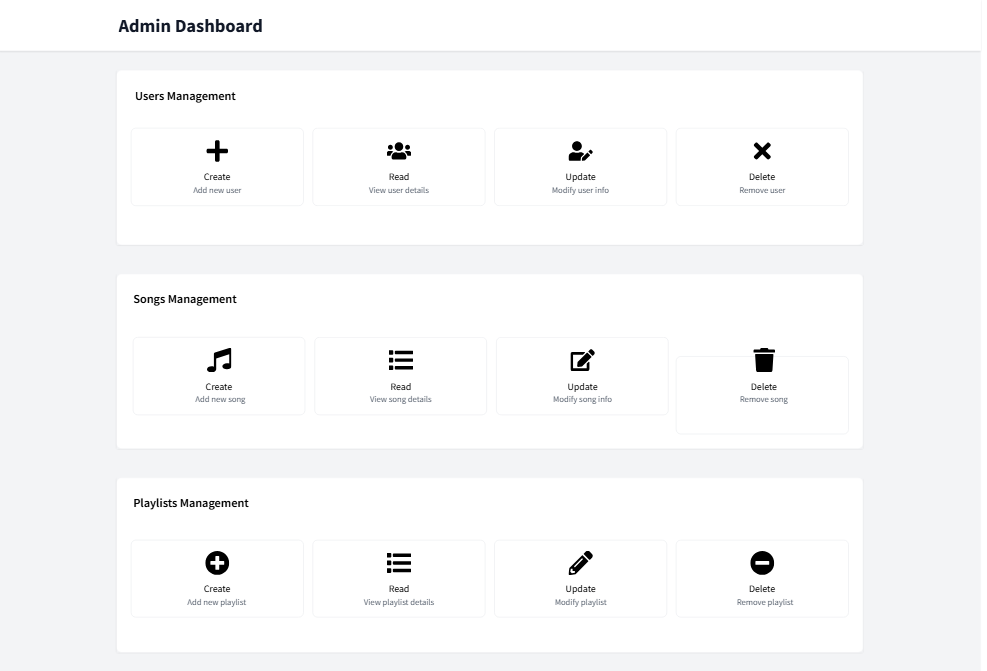 Admin Dashboard
Users Management
Create
Add new user
Read
View user details
Update
Modify user info
Delete
Remove user
Songs Management
Create
Add new song
Read
View song details
Update
Modify song info
Delete
Remove song
Playlists Management
Create
Add new playlist
Read
View playlist details
Update
Modify playlist
Delete
Remove playlist